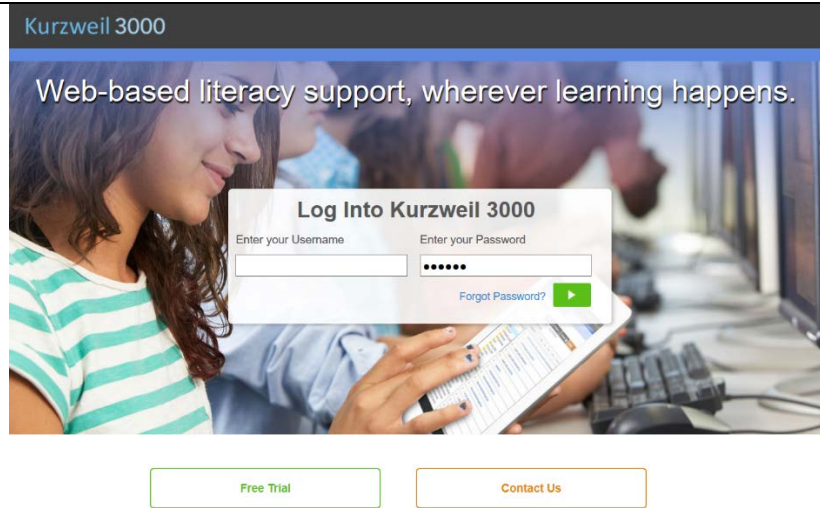 Kurzweil 3000
Web-based literacy support, wherever learning happens.
Log Into Kurzweil 3000
Enter your Username Enter your Password
••••••
Forgot Password?
Free Trial Contact Us